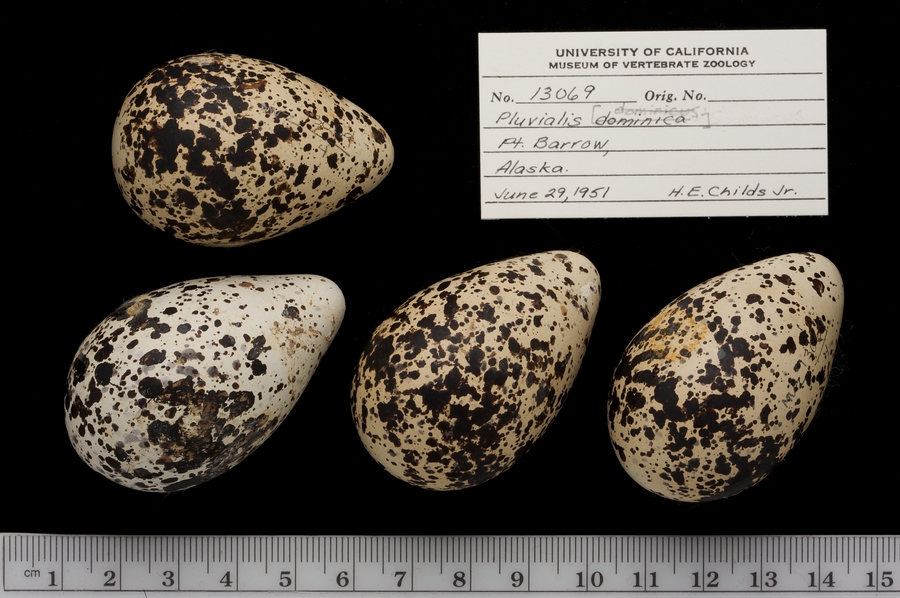 UNIVERSITY OF CALIFORNIA
MUSEUM OF VERTEBRATE ZOOLOGY
No. 13069 Orig. No.
dominicus
Pluvialis [dominica]
Pt. Barrow,
Alaska.
June 29, 1951 H.E. Childs Jr.
cm 1 2 3 4 5 6 7 8 9 10 11 12 13 14 15